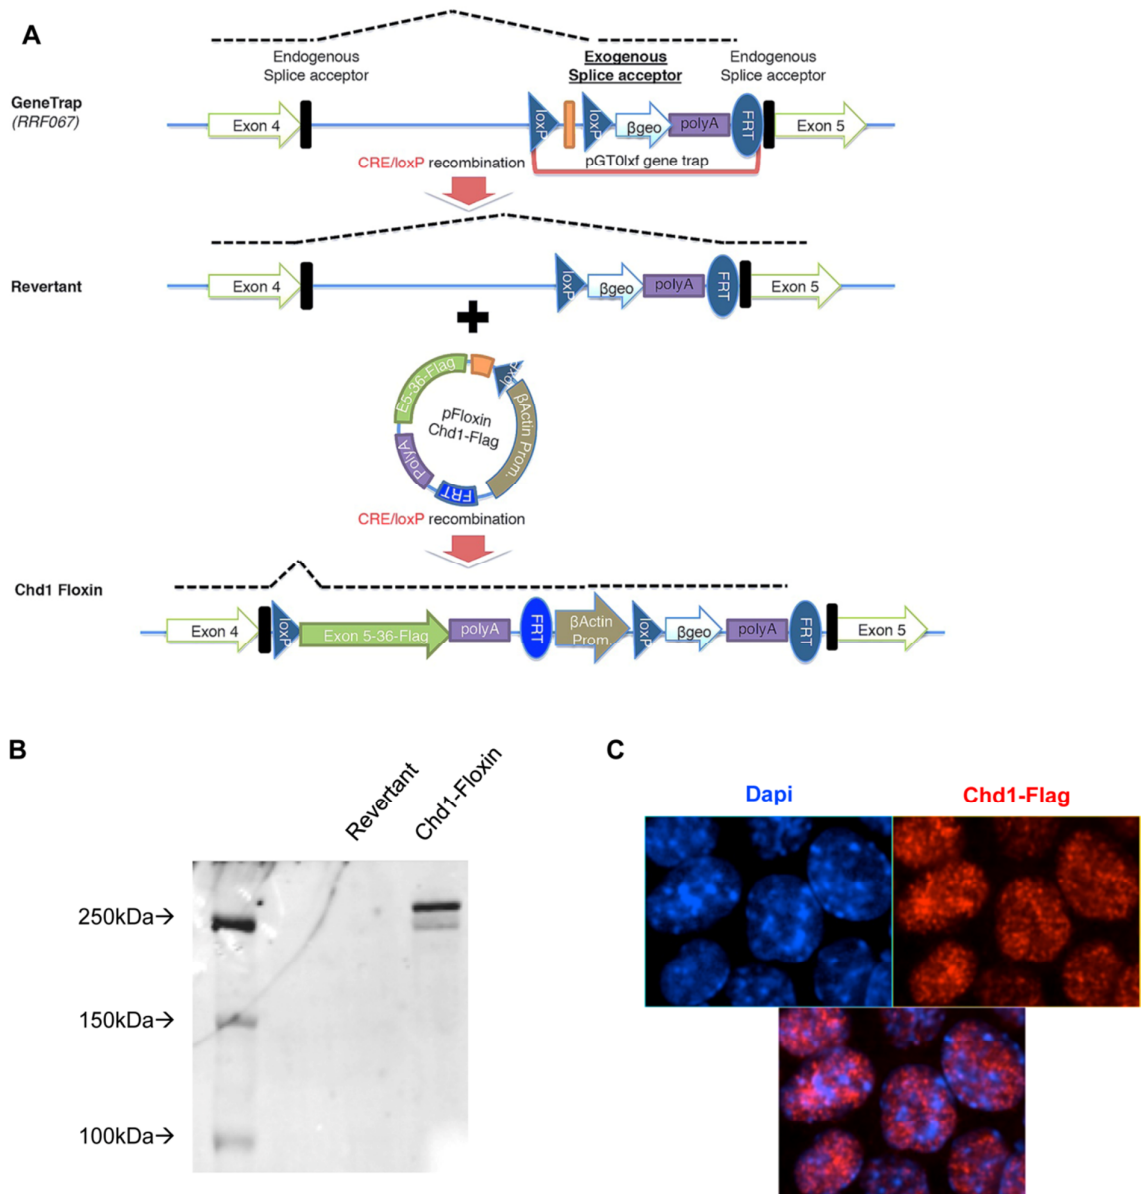 A
Endogenous
Splice acceptor
Exogenous
Splice acceptor
Endogenous
Splice acceptor
GeneTrap
(RRF067)
Exon 4
loxP
loxP
βgeo
polyA
FRT
Exon 5
CRE/loxP recombination
pGT0lxf gene trap
Revertant
Exon 4
loxP
βgeo
polyA
FRT
Exon 5
E5-36-Flag
loxP
βActin Prom.
FRT
PolyA
pFloxin
Chd1-Flag
CRE/loxP recombination
Chd1 Floxin
Exon 4
loxP
Exon 5-36-Flag
polyA
FRT
βActin
Prom.
loxP
βgeo
polyA
FRT
Exon 5
B
Revertant
Chd1-Floxin
250kDa→
150kDa→
100kDa→
C
Dapi
Chd1-Flag